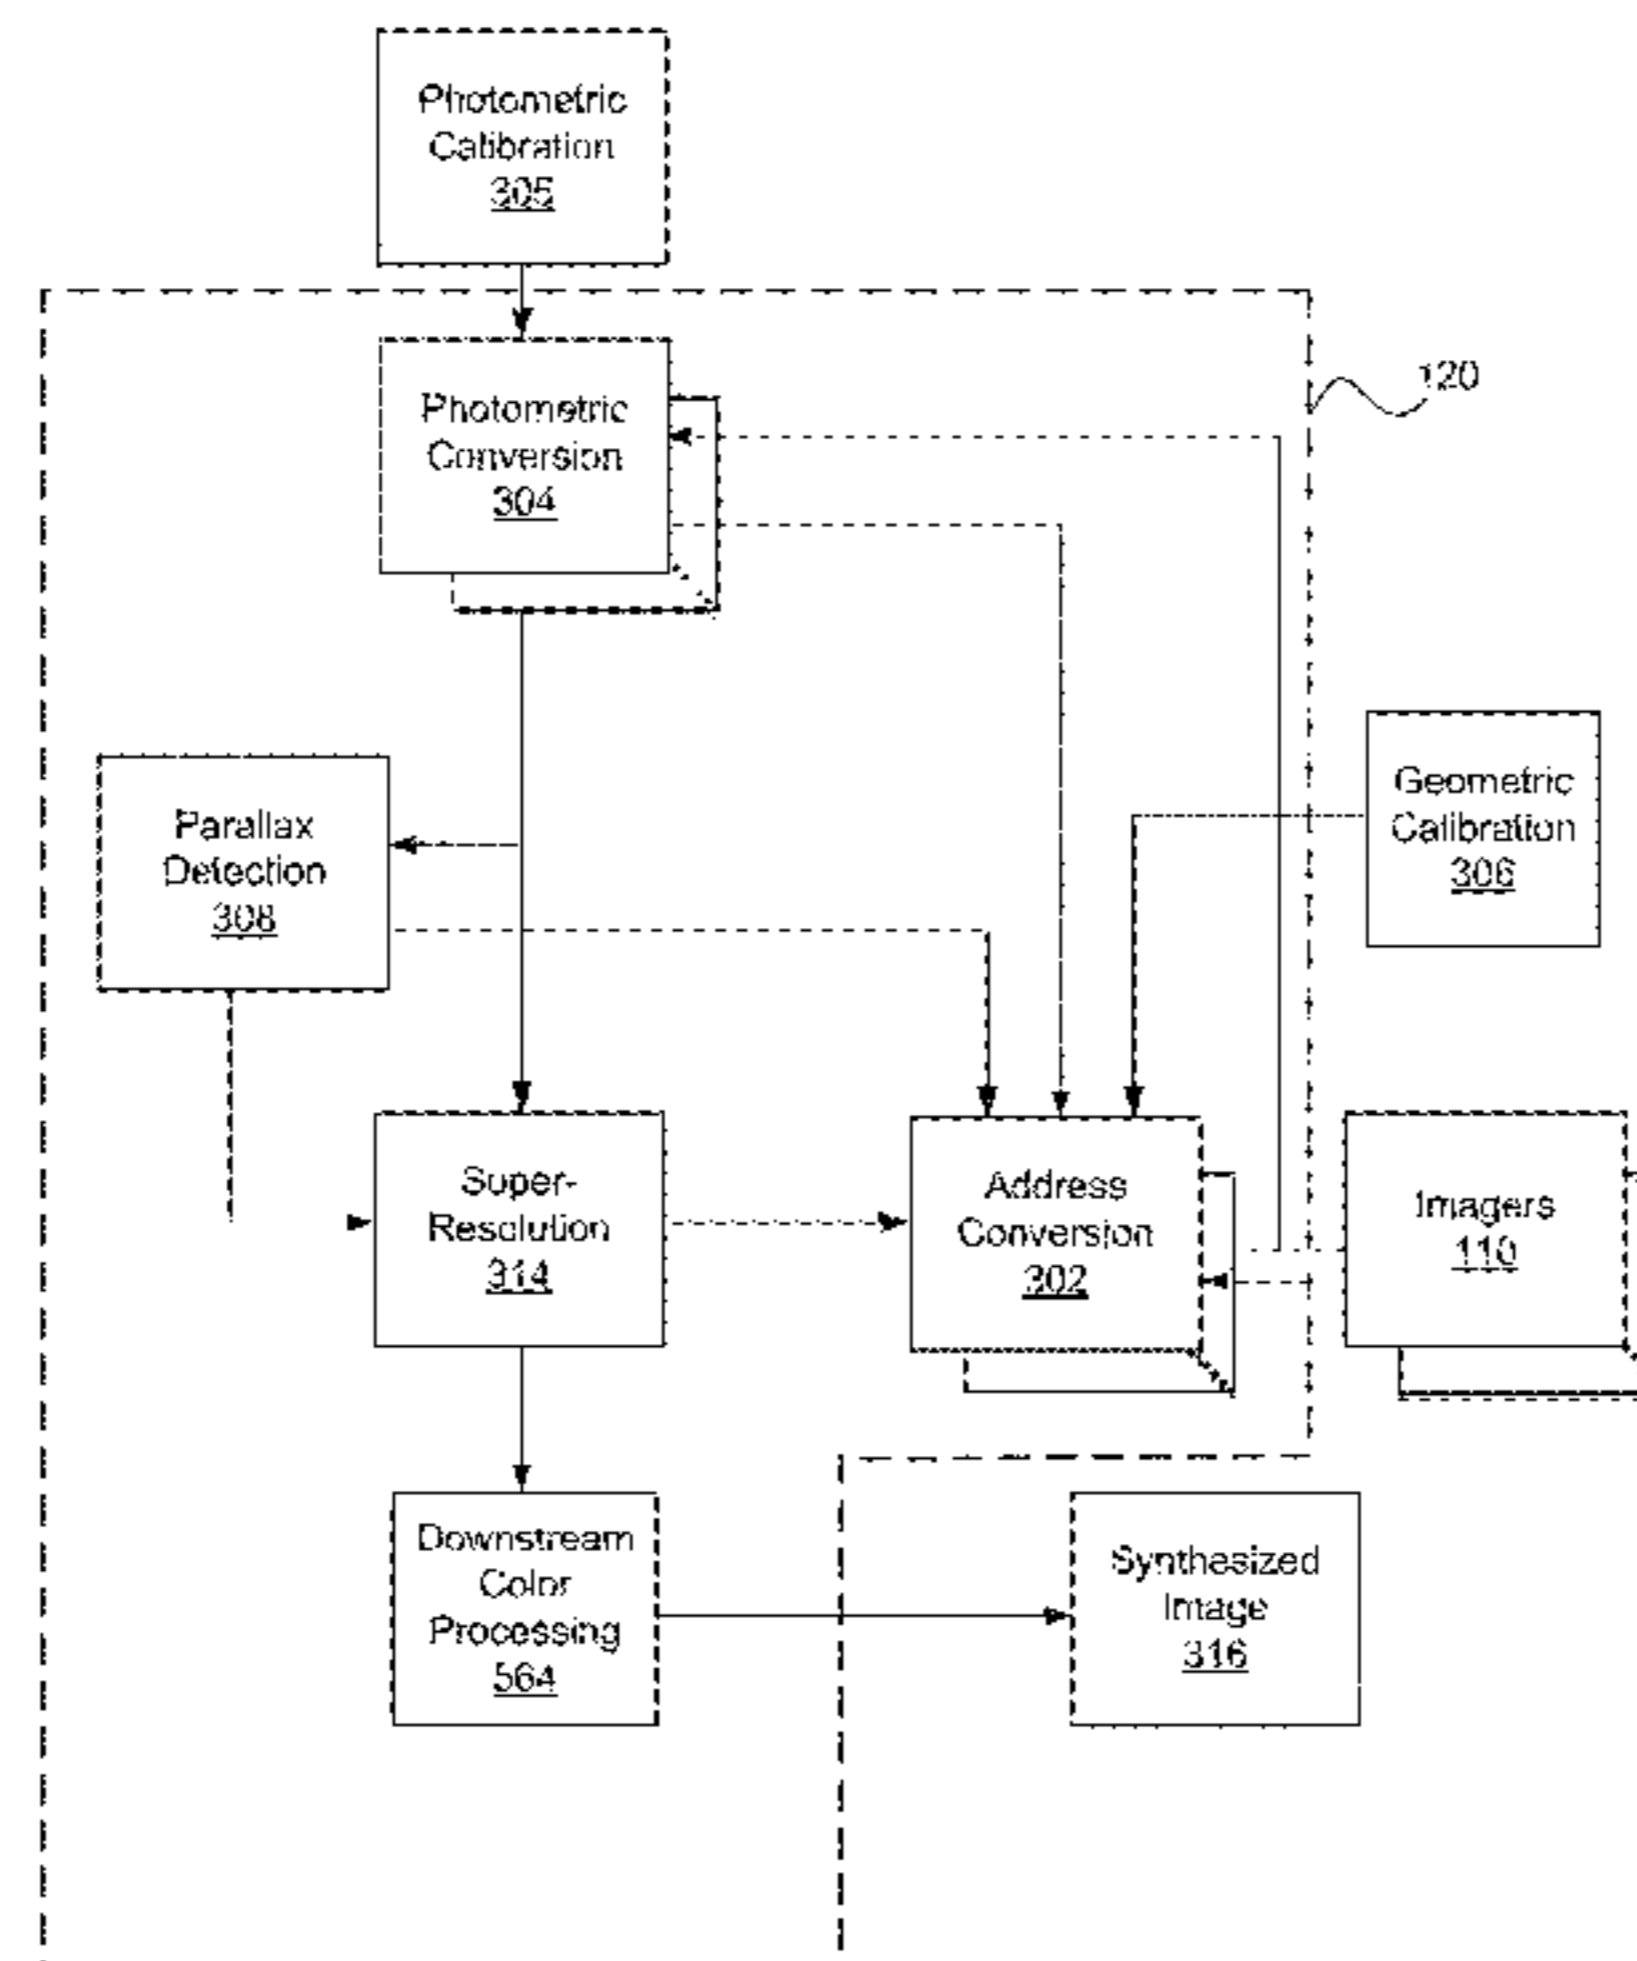 Photometric
Calibration
305
Photometric
Conversion
304
120
Parallax
Detection
308
Geometric
Calibration
306
Super-
Resolution
314
Address
Conversion
302
Imagers
110
Downstream
Color
Processing
564
Synthesized
Image
316